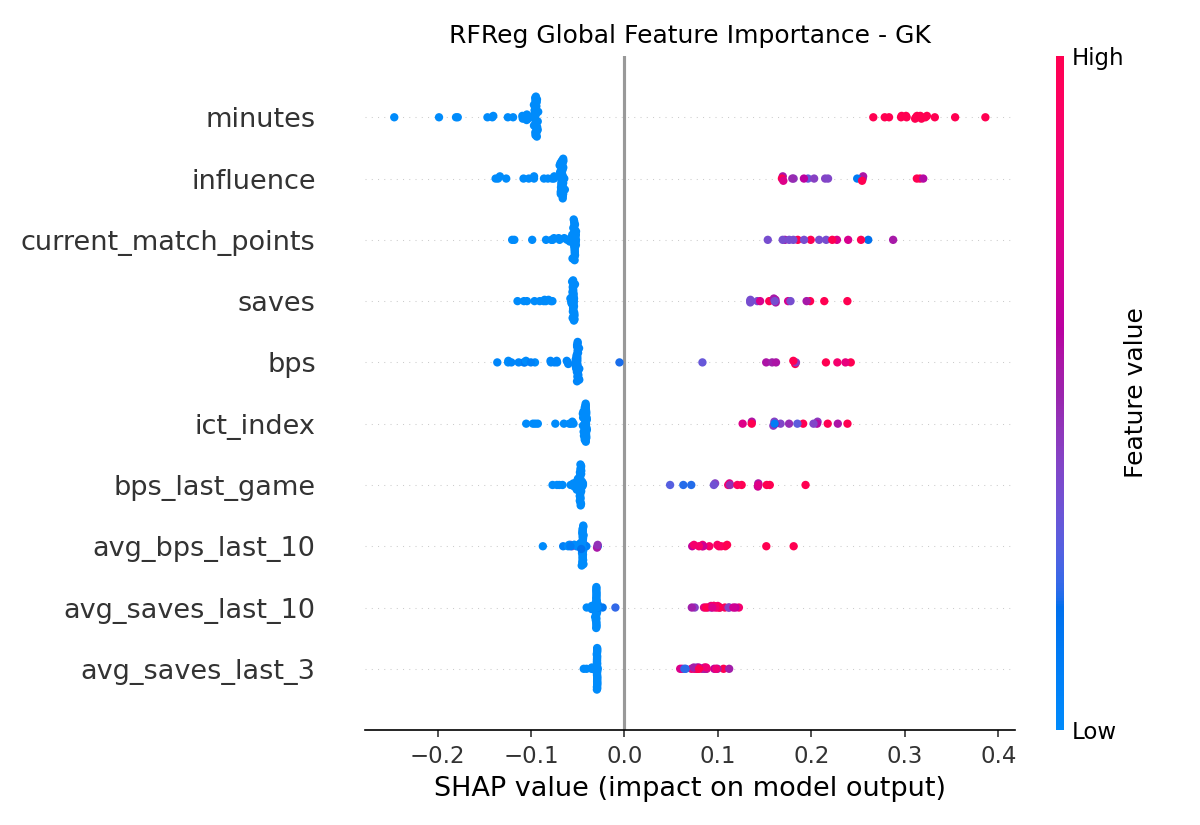 RFReg Global Feature Importance - GK
High
minutes
influence
current_match_points
saves
bps
ict_index
bps_last_game
avg_bps_last_10
avg_saves_last_10
avg_saves_last_3
Feature value
Low
−0.2 −0.1 0.0 0.1 0.2 0.3 0.4
SHAP value (impact on model output)